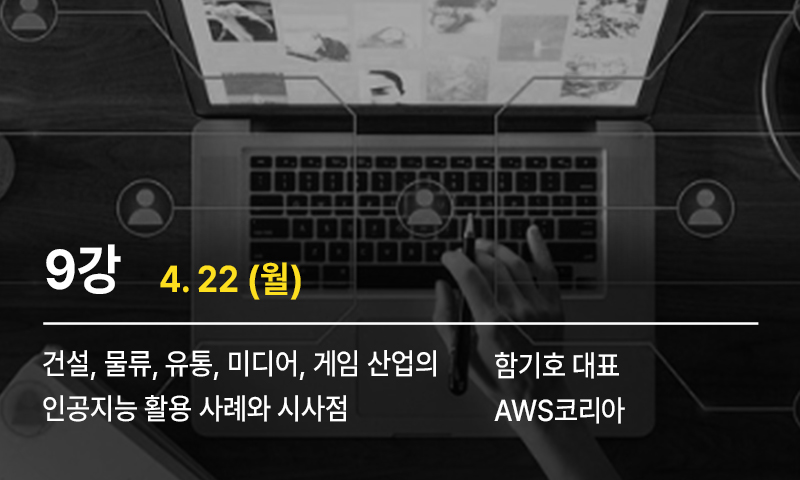 9강 4. 22 (월)
건설, 물류, 유통, 미디어, 게임 산업의
인공지능 활용 사례와 시사점
함기호 대표
AWS코리아